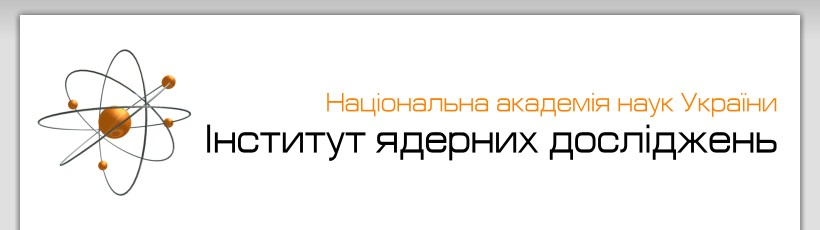 Національна академія наук України
Інститут ядерних досліджень